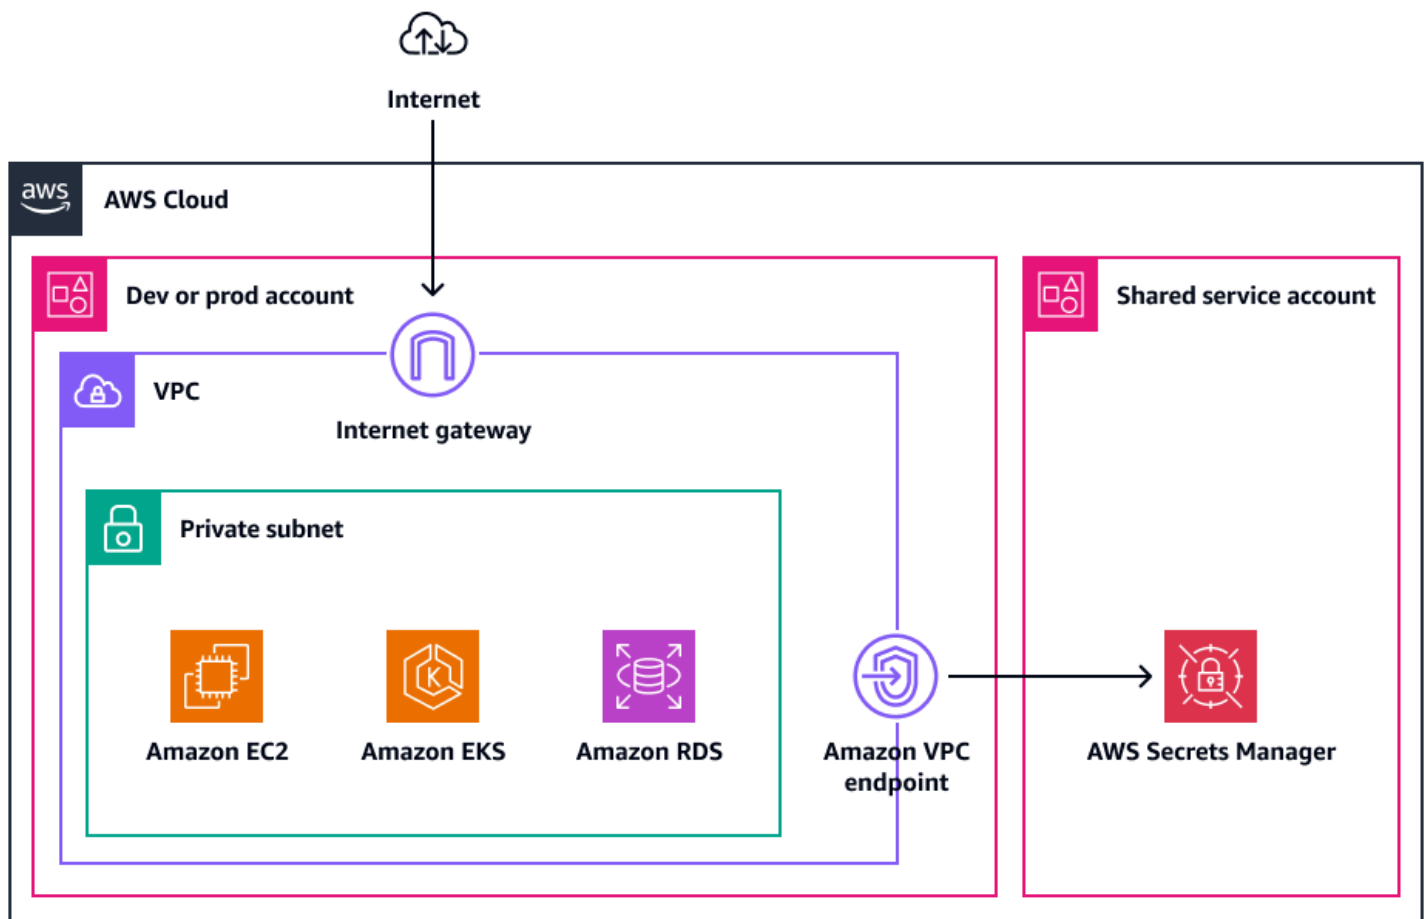 Internet
aws
AWS Cloud
Dev or prod account
Shared service account
VPC
Internet gateway
Private subnet
K
Amazon EC2
Amazon EKS
Amazon RDS
Amazon VPC
endpoint
AWS Secrets Manager